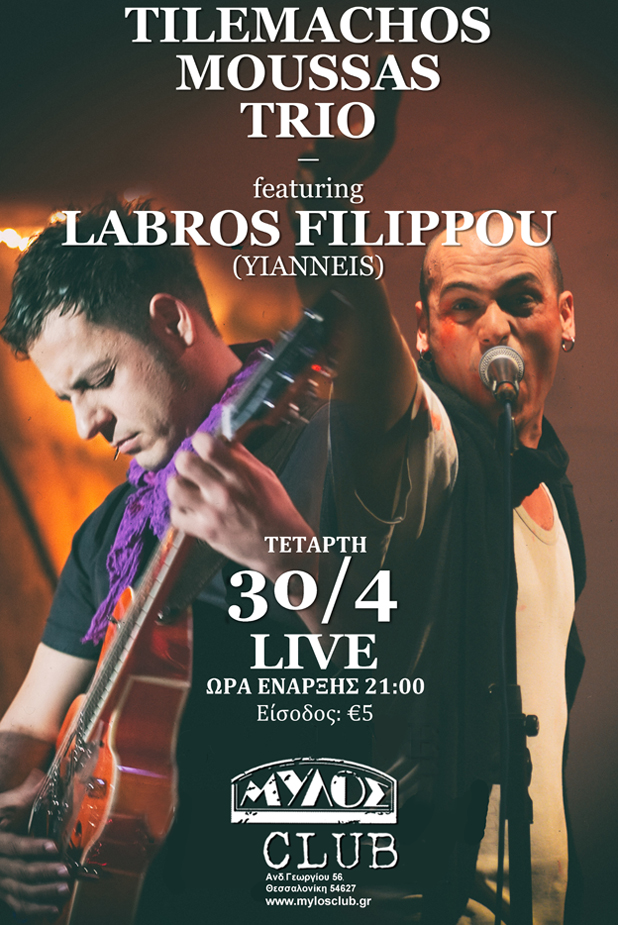 TILEMACHOS
MOUSSAS
TRIO
—
featuring
LABROS FILIPPOU
(YIANNEIS)
ΤΕΤΑΡΤΗ
30/4
LIVE
ΩΡΑ ΕΝΑΡΞΗΣ 21:00
Είσοδος: €5
ΜΥΛΟΣ
CLUB
Ανδ.Γεωργίου 56.
Θεσσαλονίκη 54627
www.mylosclub.gr